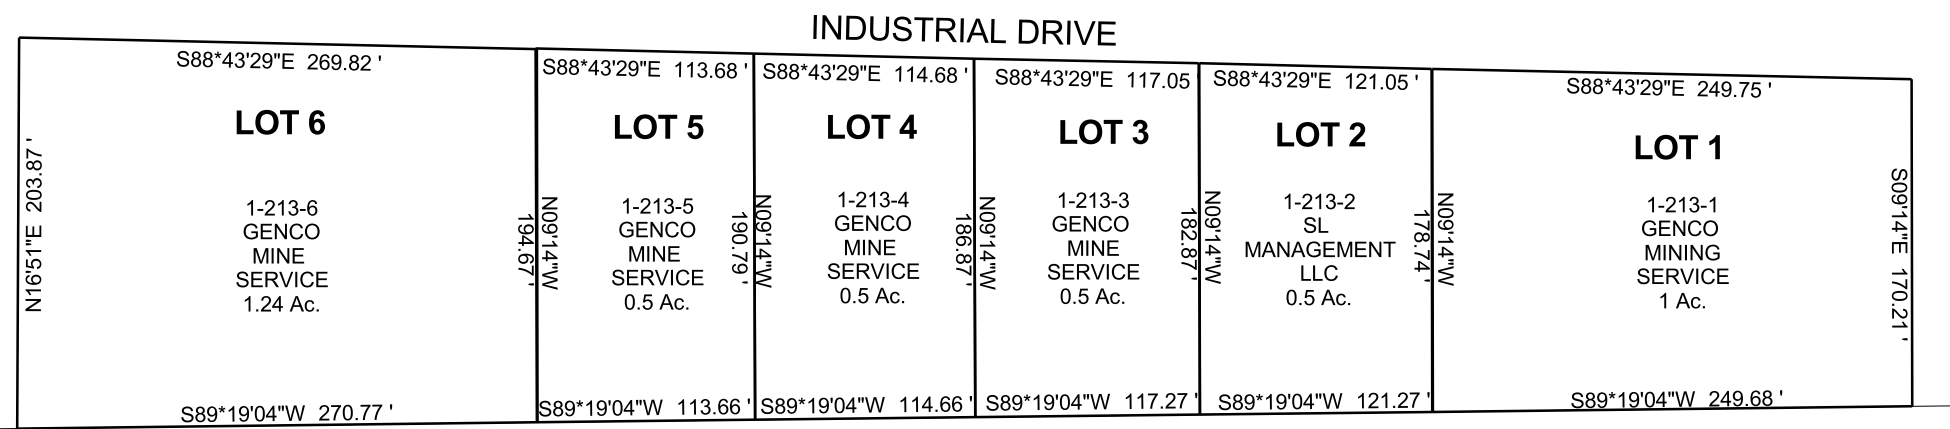 INDUSTRIAL DRIVE
S88*43'29"E 269.82 '
LOT 6
N16'51"E 203.87 '
1-213-6
GENCO
MINE
SERVICE
1.24 Ac.
S89*19'04"W 270.77 '
N09'14"W
194.67 '
S88*43'29"E 113.68 '
LOT 5
1-213-5
GENCO
MINE
SERVICE
0.5 Ac.
S89*19'04"W 113.66 '
N09'14"W
190.79 '
S88*43'29"E 114.68 '
LOT 4
1-213-4
GENCO
MINE
SERVICE
0.5 Ac.
S89*19'04"W 114.66 '
N09'14"W
186.87 '
S88*43'29"E 117.05 '
LOT 3
1-213-3
GENCO
MINE
SERVICE
0.5 Ac.
S89*19'04"W 117.27 '
N09'14"W
182.87 '
S88*43'29"E 121.05 '
LOT 2
1-213-2
SL
MANAGEMENT
LLC
0.5 Ac.
S89*19'04"W 121.27 '
N09'14"W
178.74 '
S88*43'29"E 249.75 '
LOT 1
1-213-1
GENCO
MINING
SERVICE
1 Ac.
S09'14"E 170.21 '
S89*19'04"W 249.68 '